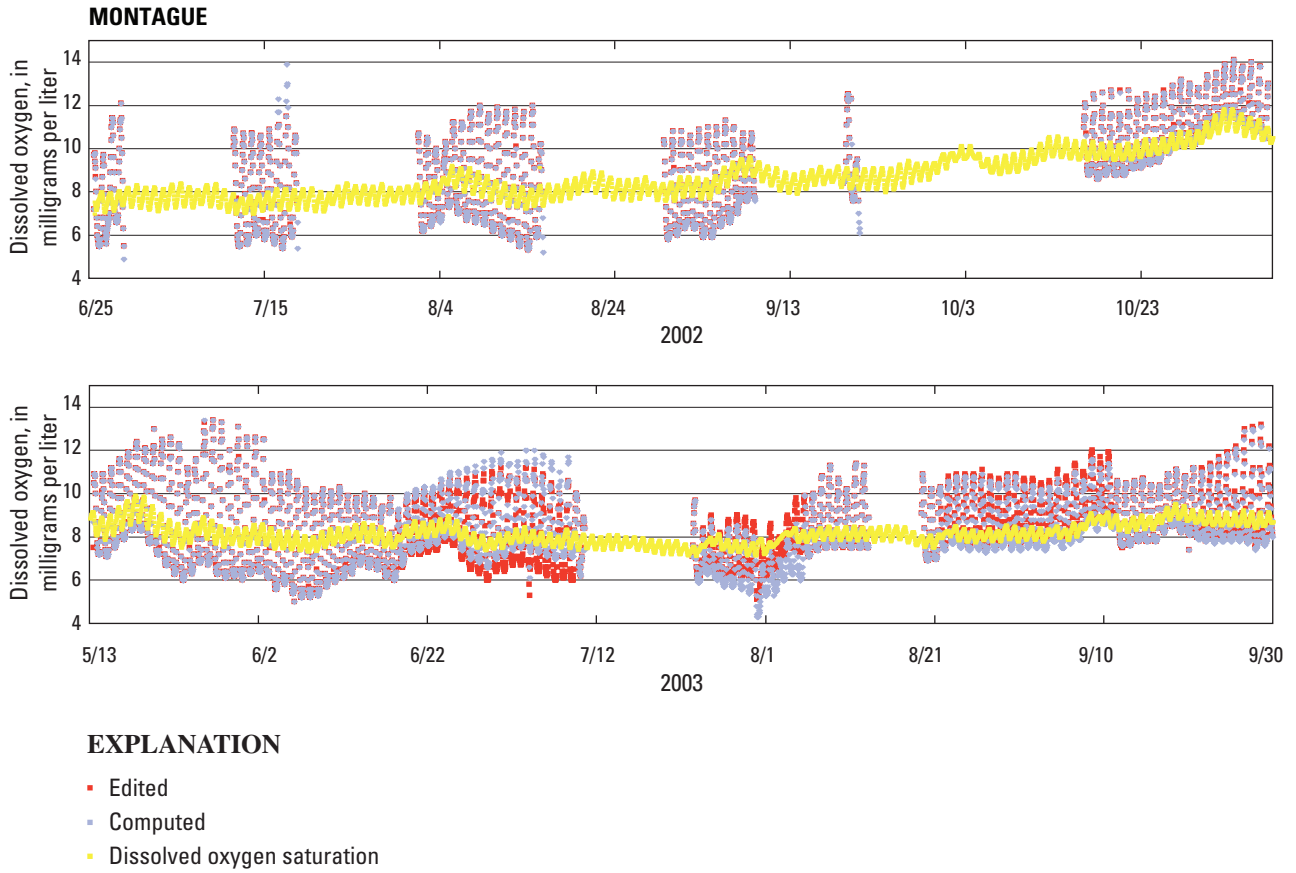 MONTAGUE
Dissolved oxygen, in
milligrams per liter
14
12
10
8
6
4
6/25 7/15 8/4 8/24 9/13 10/3 10/23
2002
Dissolved oxygen, in
milligrams per liter
14
12
10
8
6
4
5/13 6/2 6/22 7/12 8/1 8/21 9/10 9/30
2003
EXPLANATION
Edited
Computed
Dissolved oxygen saturation